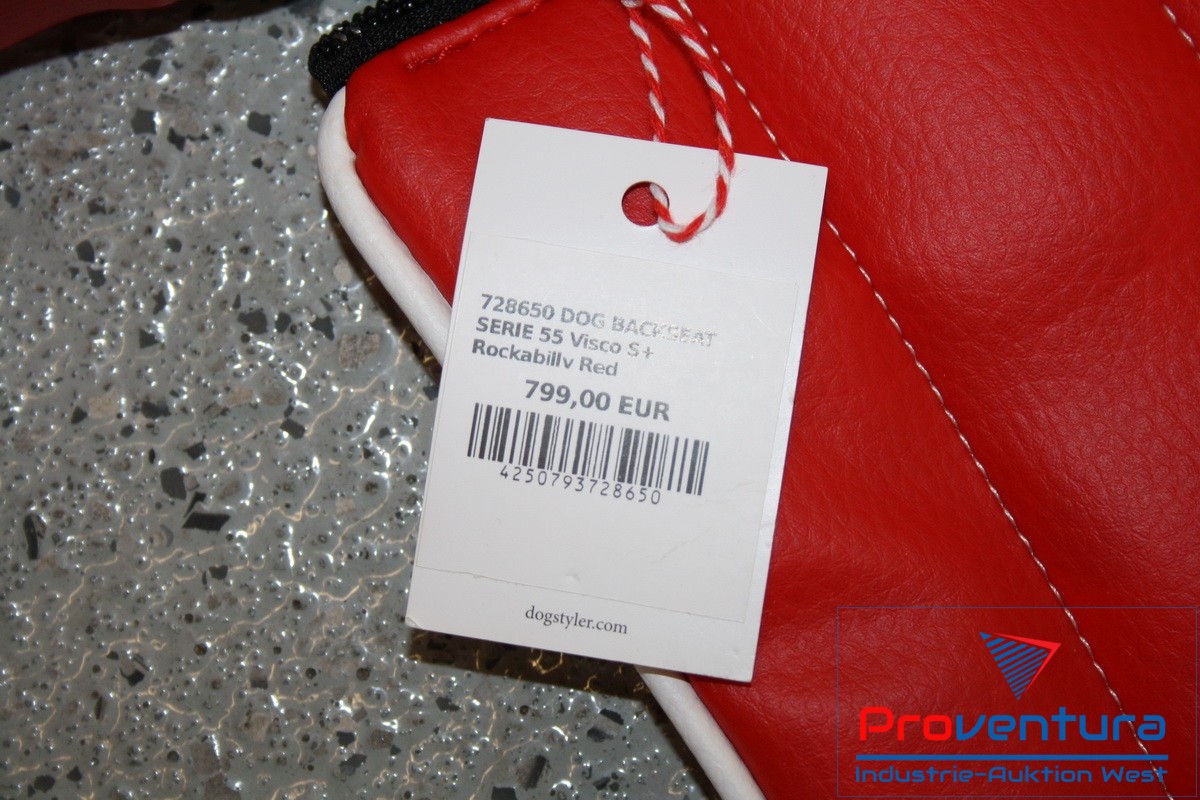 728650 DOG BACKSEAT
SERIE 55 Visco S+
Rockabilly Red
799,00 EUR
4250793728650
dogstyler.com
Proventura
Industrie-Auktion West